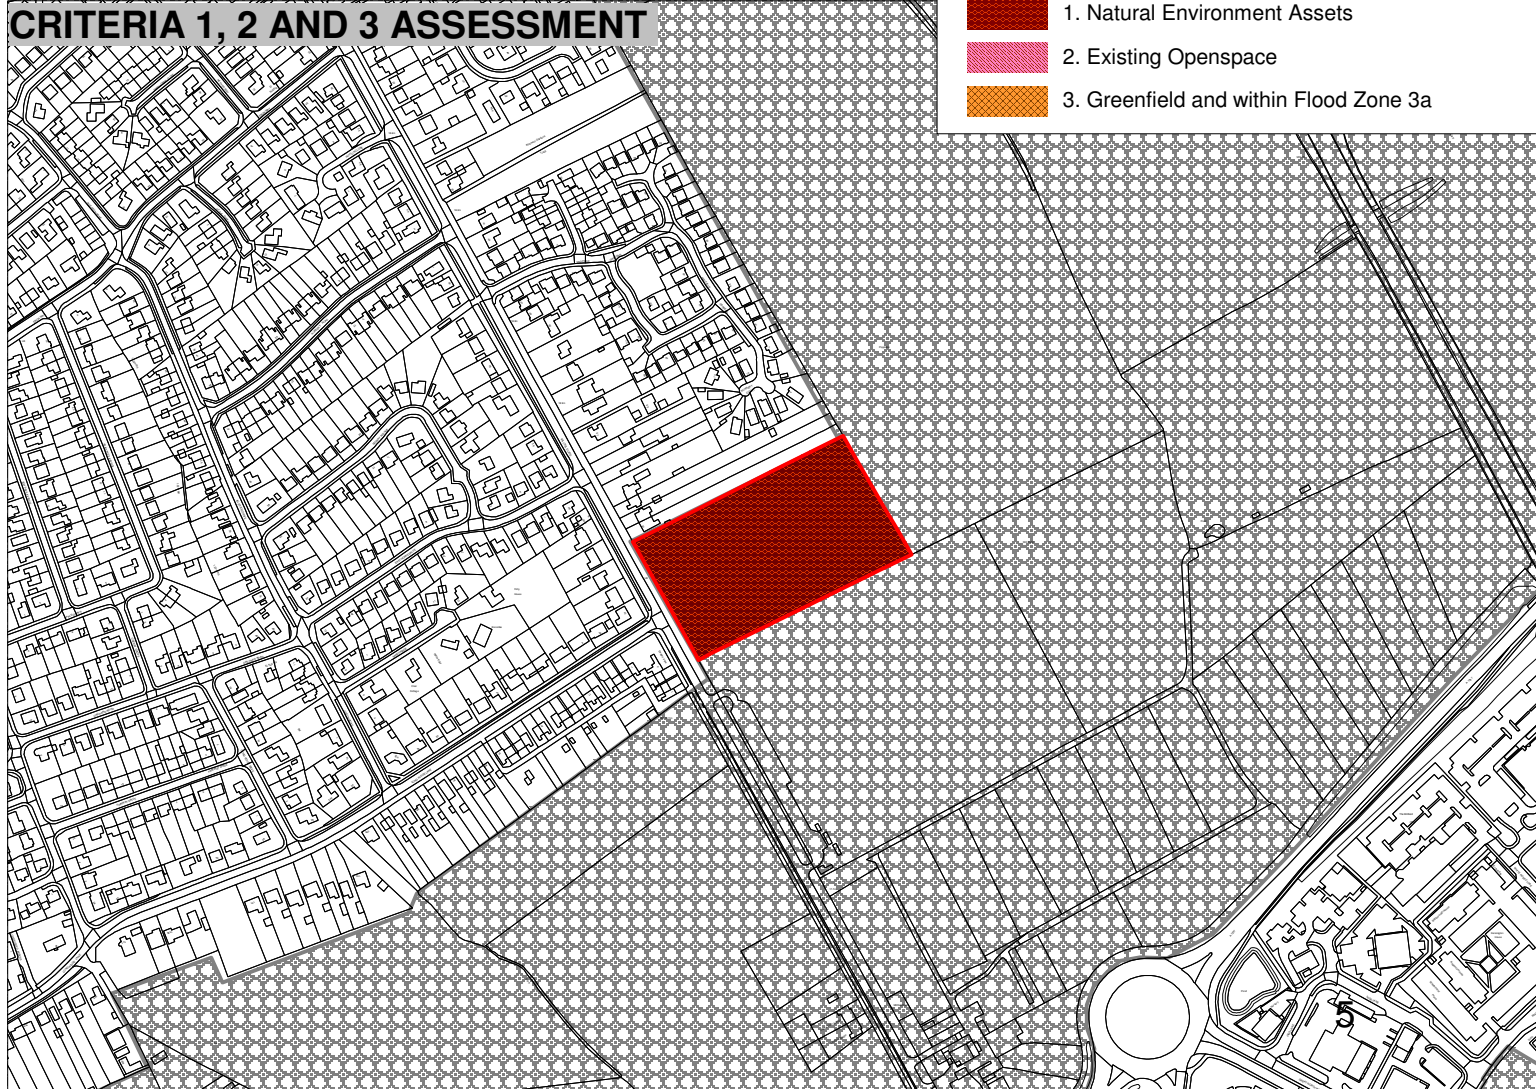 CRITERIA 1, 2 AND 3 ASSESSMENT
1. Natural Environment Assets
2. Existing Openspace
3. Greenfield and within Flood Zone 3a
5